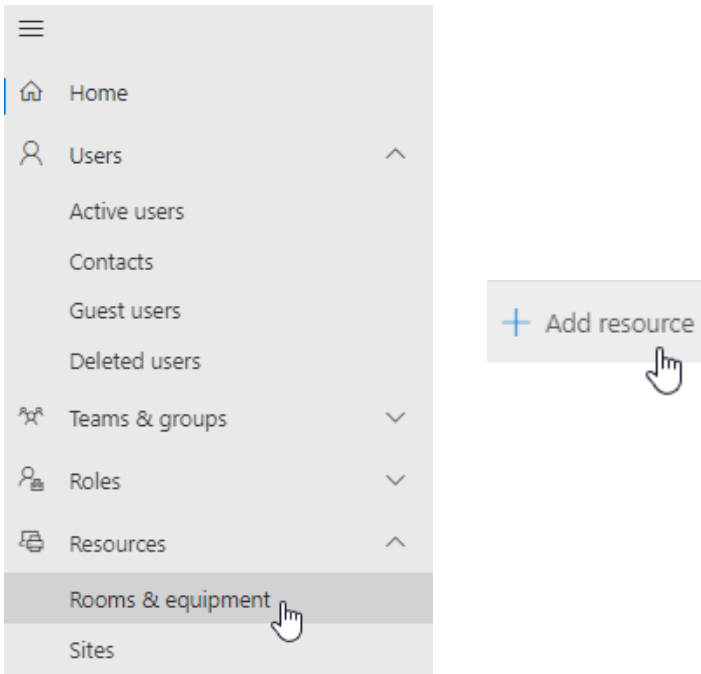 Home
Users
Active users
Contacts
Guest users
Deleted users
Teams & groups
Roles
Resources
Rooms & equipment
Sites
Add resource